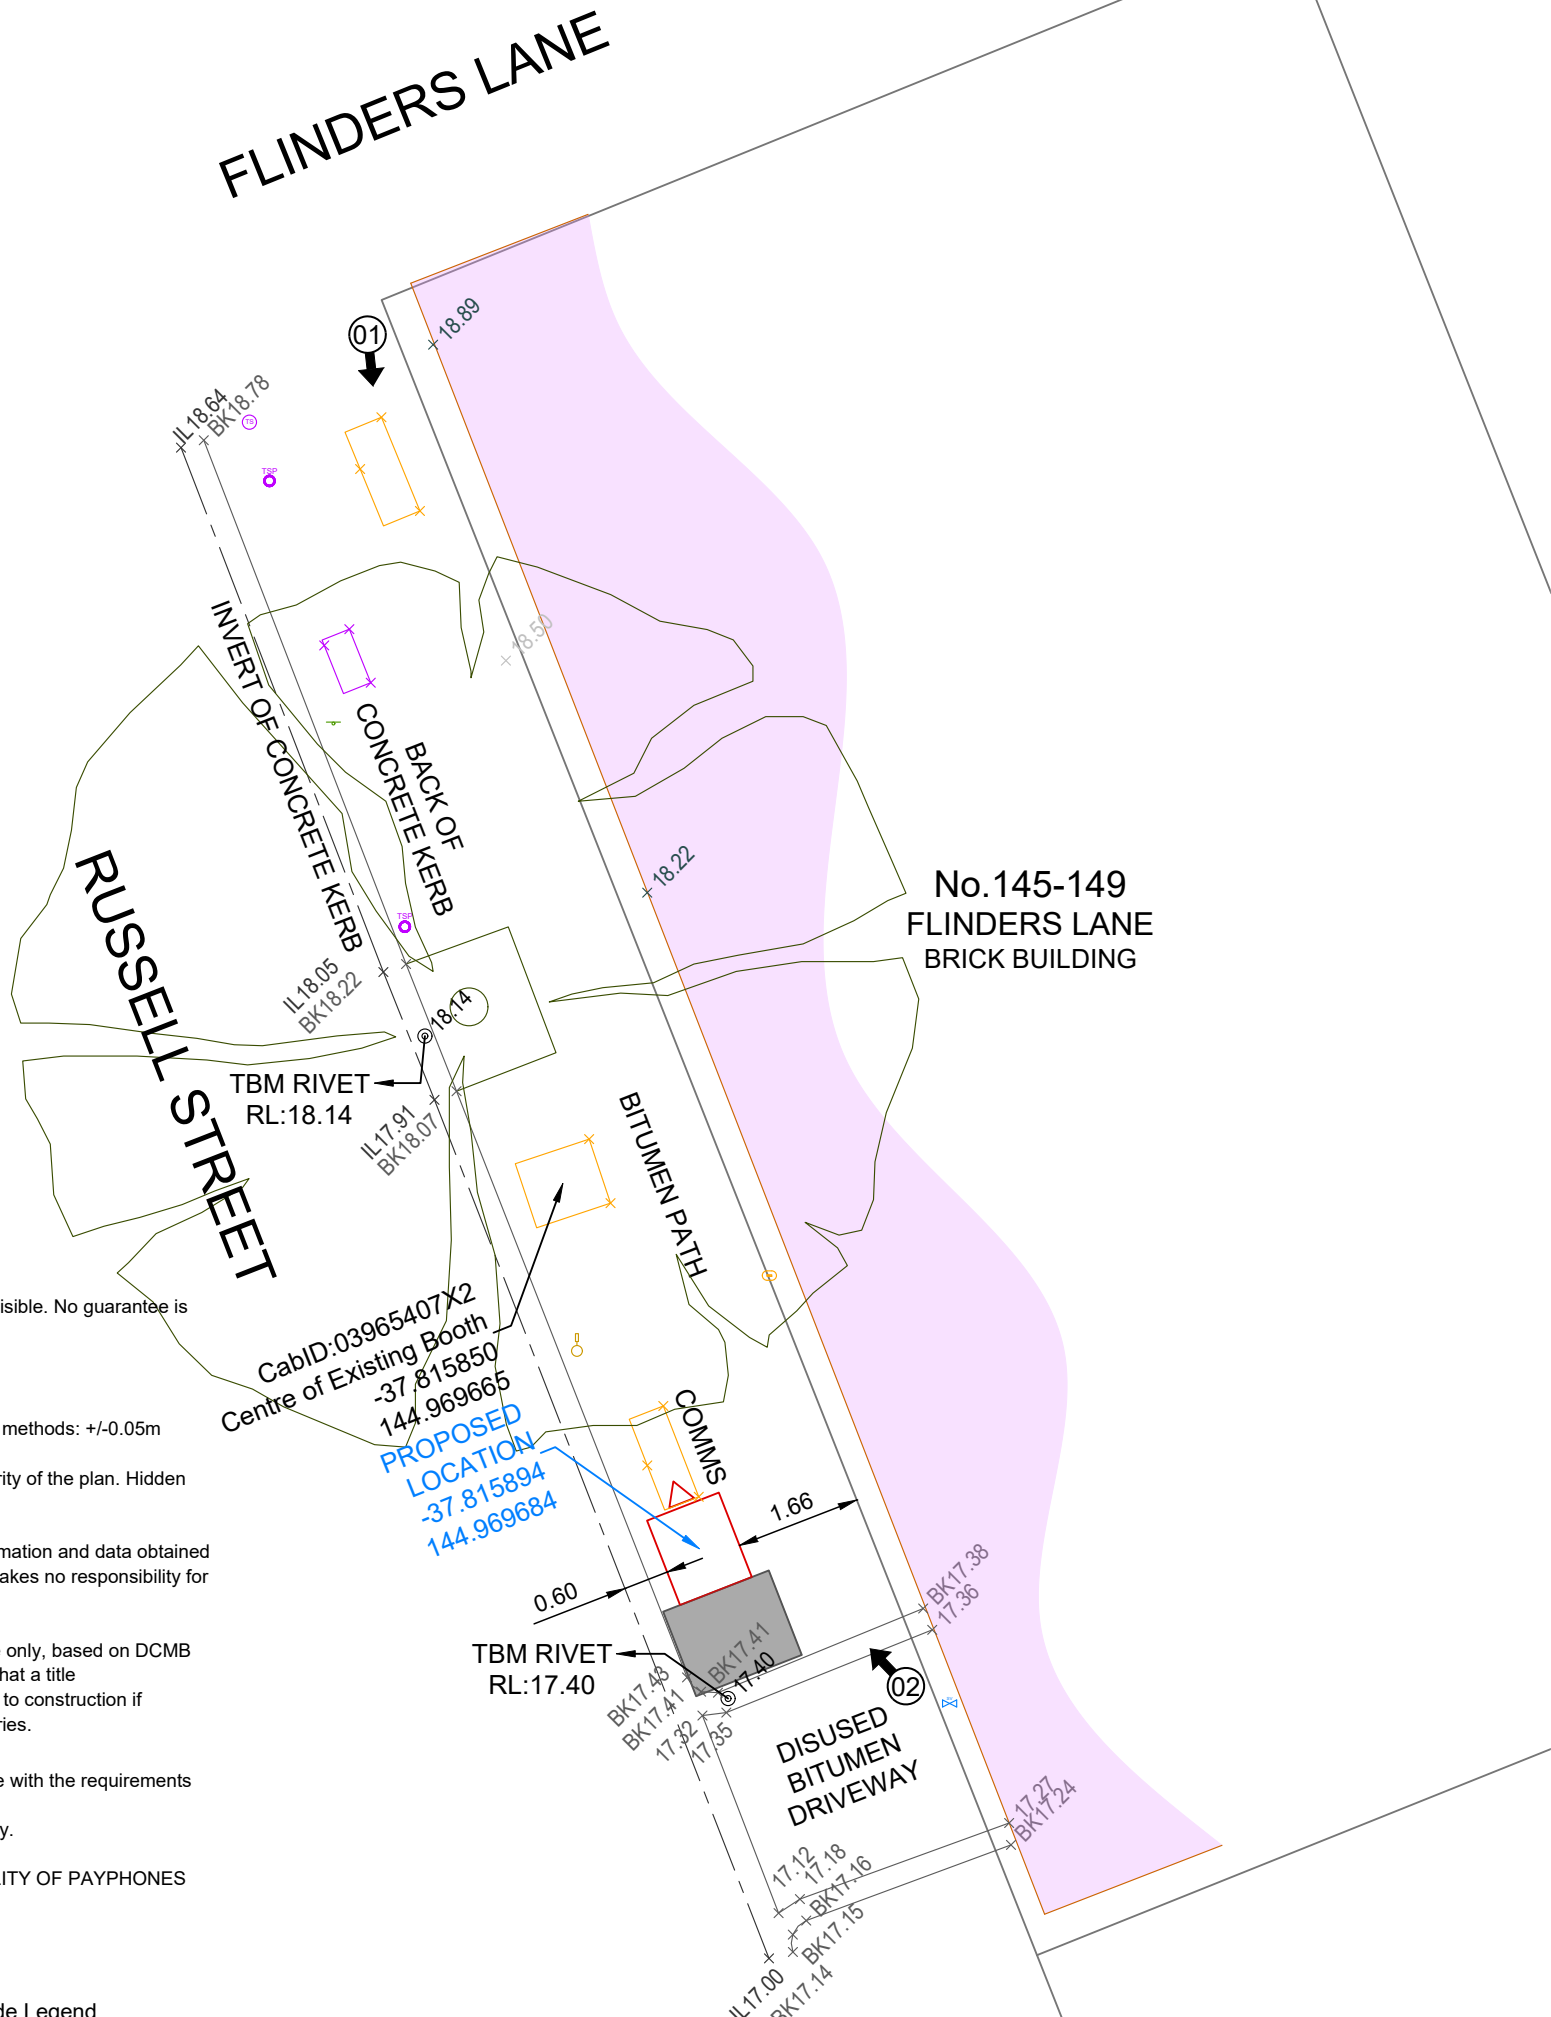 FLINDERS LANE
01
18.89
IL18.64
BK18.78
TS
TSP
18.50
INVERT OF CONCRETE KERB
BACK OF
CONCRETE KERB
18.22
No.145-149
FLINDERS LANE
BRICK BUILDING
RUSSELL STREET
TSP
IL18.05
BK18.22
18.14
TBM RIVET
RL:18.14
IL17.91
BK18.07
BITUMEN PATH
CabID:03965407X2
Centre of Existing Booth
-37.815850
144.969665
PROPOSED
LOCATION
-37.815894
144.969684
COMMS
1.66
0.60
BK17.38
17.36
TBM RIVET
RL:17.40
BK17.41
17.40
BK17.43
BK17.41
17.32
17.35
02
DISUSED
BITUMEN
DRIVEWAY
17.27
BK17.24
17.12
17.18
BK17.16
BK17.15
IL17.00
BK17.14
isible. No guarantee is
methods: +/-0.05m
rity of the plan. Hidden
mation and data obtained
akes no responsibility for
only, based on DCMB
hat a title
to construction if
ries.
e with the requirements
y.
LITY OF PAYPHONES
de Legend